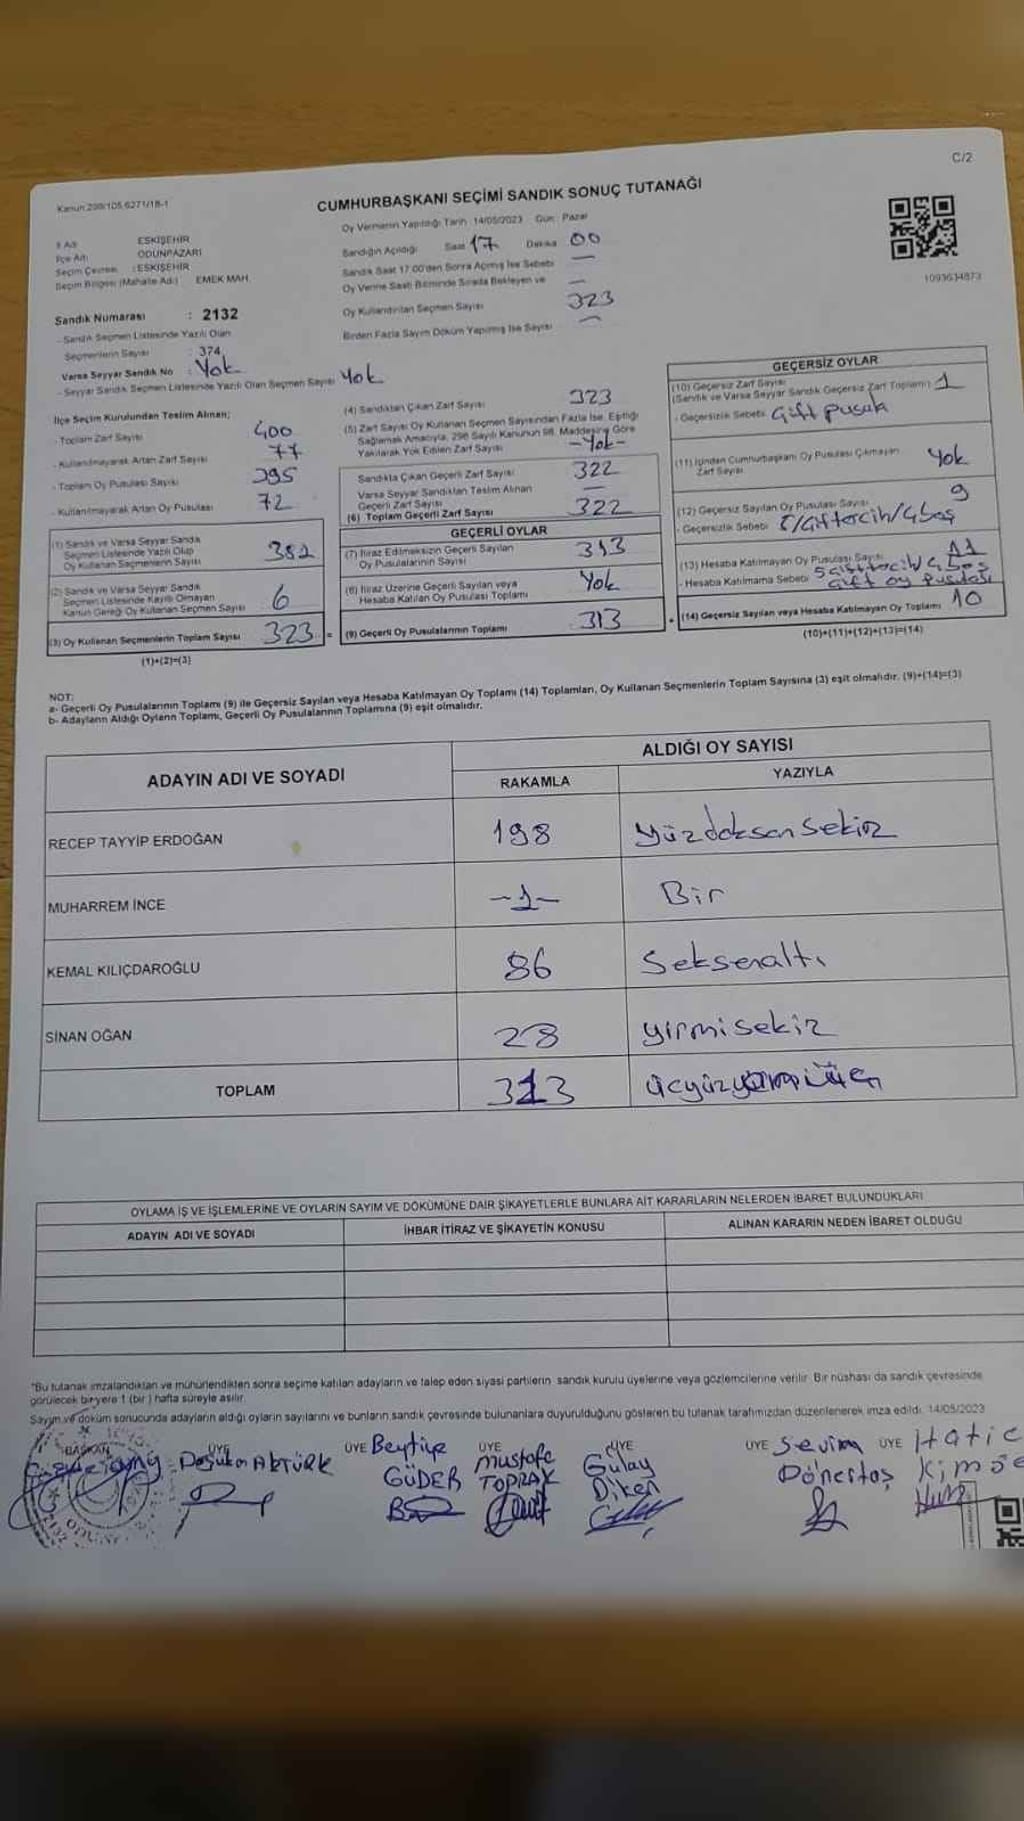 C/2
Kanun:298/105,6271/18-1
CUMHURBAŞKANI SEÇİMİ SANDIK SONUÇ TUTANAĞI
Oy Vermenin Yapıldığı Tarih :14/05/2023 Gün: Pazar
İl Adı ESKİŞEHİR
İlçe Adı ODUNPAZARI
Seçim Çevresi :ESKİŞEHİR
Seçim Bölgesi (Mahalle Adı) EMEK MAH.
Sandığın Açıldığı Saat 17 Dakika 00
Sandık Saat 17.00'den Sonra Açılmış İse Sebebi —
Oy Verme Saati Bitiminde Sırada Bekleyen ve —
Oy Kullandırılan Seçmen Sayısı 323
Birden Fazla Sayım Döküm Yapılmış İse Sayısı —
1093634873
Sandık Numarası : 2132
- Sandık Seçmen Listesinde Yazılı Olan
Seçmenlerin Sayısı : 374
Varsa Seyyar Sandık No : Yok
- Seyyar Sandık Seçmen Listesinde Yazılı Olan Seçmen Sayısı Yok
İlçe Seçim Kurulundan Teslim Alınan;
- Toplam Zarf Sayısı 400
- Kullanılmayarak Artan Zarf Sayısı 77
- Toplam Oy Pusulası Sayısı 395
- Kullanılmayarak Artan Oy Pusulası 72
(1) Sandık ve Varsa Seyyar Sandık
Seçmen Listesinde Yazılı Olup
Oy Kullanan Seçmenlerin Sayısı
(2) Sandık ve Varsa Seyyar Sandık
Seçmen Listesinde Kayıtlı Olmayan
Kanun Gereği Oy Kullanan Seçmen Sayısı 6
(3) Oy Kullanan Seçmenlerin Toplam Sayısı 323 =
(1)+(2)=(3)
(4) Sandıktan Çıkan Zarf Sayısı 323
(5) Zarf Sayısı Oy Kullanan Seçmen Sayısından Fazla İse, Eşitliği
Sağlamak Amacıyla, 298 Sayılı Kanunun 98. Maddesine Göre
Yakılarak Yok Edilen Zarf Sayısı -Yok-
Sandıkta Çıkan Geçerli Zarf Sayısı 322
Varsa Seyyar Sandıktan Teslim Alınan
Geçerli Zarf Sayısı —
(6) Toplam Geçerli Zarf Sayısı 322
GEÇERLİ OYLAR
(7) İtiraz Edilmeksizin Geçerli Sayılan
Oy Pusulalarının Sayısı 313
(8) İtiraz Üzerine Geçerli Sayılan veya
Hesaba Katılan Oy Pusulası Toplamı Yok
(9) Geçerli Oy Pusulalarının Toplamı 313 +
GEÇERSİZ OYLAR
(10) Geçersiz Zarf Sayısı
(Sandık ve Varsa Seyyar Sandık Geçersiz Zarf Toplamı) 1
- Geçersizlik Sebebi: Çift pusula
(11) İçinden Cumhurbaşkanı Oy Pusulası Çıkmayan
Zarf Sayısı Yok
(12) Geçersiz Sayılan Oy Pusulası Sayısı 9
- Geçersizlik Sebebi
(13) Hesaba Katılmayan Oy Pusulası Sayısı
- Hesaba Katılmama Sebebi
Çift oy pusulası
(14) Geçersiz Sayılan veya Hesaba Katılmayan Oy Toplamı 10
(10)+(11)+(12)+(13)=(14)
NOT:
a- Geçerli Oy Pusulalarının Toplamı (9) ile Geçersiz Sayılan veya Hesaba Katılmayan Oy Toplamı (14) Toplamları, Oy Kullanan Seçmenlerin Toplam Sayısına (3) eşit olmalıdır. (9)+(14)=(3)
b- Adayların Aldığı Oyların Toplamı, Geçerli Oy Pusulalarının Toplamına (9) eşit olmalıdır.
ADAYIN ADI VE SOYADI
ALDIĞI OY SAYISI
RAKAMLA YAZIYLA
RECEP TAYYİP ERDOĞAN 198 yüzdoksansekiz
MUHARREM İNCE -1- Bir
KEMAL KILIÇDAROĞLU 86 Seksenaltı
SİNAN OĞAN 28 yirmisekiz
TOPLAM 313
OYLAMA İŞ VE İŞLEMLERİNE VE OYLARIN SAYIM VE DÖKÜMÜNE DAİR ŞİKAYETLERLE BUNLARA AİT KARARLARIN NELERDEN İBARET BULUNDUKLARI
ADAYIN ADI VE SOYADI İHBAR İTİRAZ VE ŞİKAYETİN KONUSU ALINAN KARARIN NEDEN İBARET OLDUĞU
*Bu tutanak imzalandıktan ve mühürlendikten sonra seçime katılan adayların ve talep eden siyasi partilerin sandık kurulu üyelerine veya gözlemcilerine verilir. Bir nüshası da sandık çevresinde
görülecek bir yere 1 (bir ) hafta süreyle asılır.
Sayım ve döküm sonucunda adayların aldığı oyların sayılarını ve bunların sandık çevresinde bulunanlara duyurulduğunu gösteren bu tutanak tarafımızdan düzenlenerek imza edildi. 14/05/2023
BAŞKAN
ÜYE Doğukan AKTÜRK
ÜYE Beytiye GÜDER
ÜYE Mustafa TOPRAK
ÜYE Gülay Diken
ÜYE Sevim Dönertaş
ÜYE Hatic